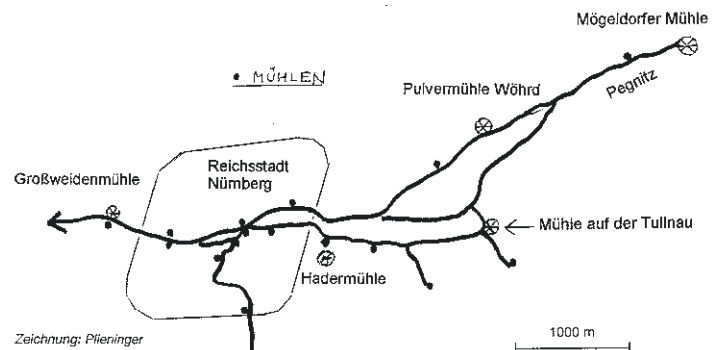 Mögeldorfer Mühle
• MÜHLEN
Pulvermühle Wöhrd
Pegnitz
Reichsstadt
Nürnberg
Großweidenmühle
Mühle auf der Tullnau
Hadermühle
Zeichnung: Plieninger
1000 m